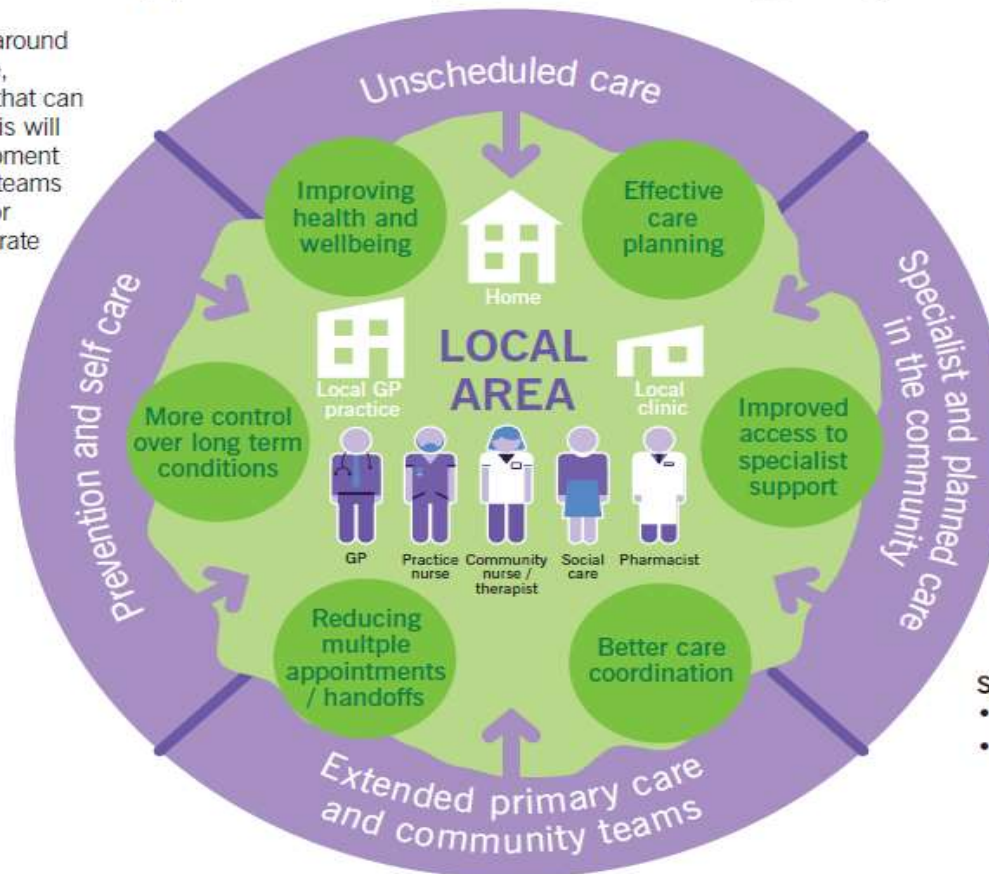 around
that can
is will
teams
Unscheduled care
Improving
health and
wellbeing
Effective
care
planning
Home
Prevention and self care
Specialist and planned care
in the community
LOCAL
AREA
Local GP
practice
Local
clinic
More control
over long term
conditions
Improved
access to
specialist
support
GP
Practice
nurse
Community
nurse /
therapist
Social
care
Pharmacist
Reducing
multple
appointments
/ handoffs
Better care
coordination
Extended primary care
and community teams